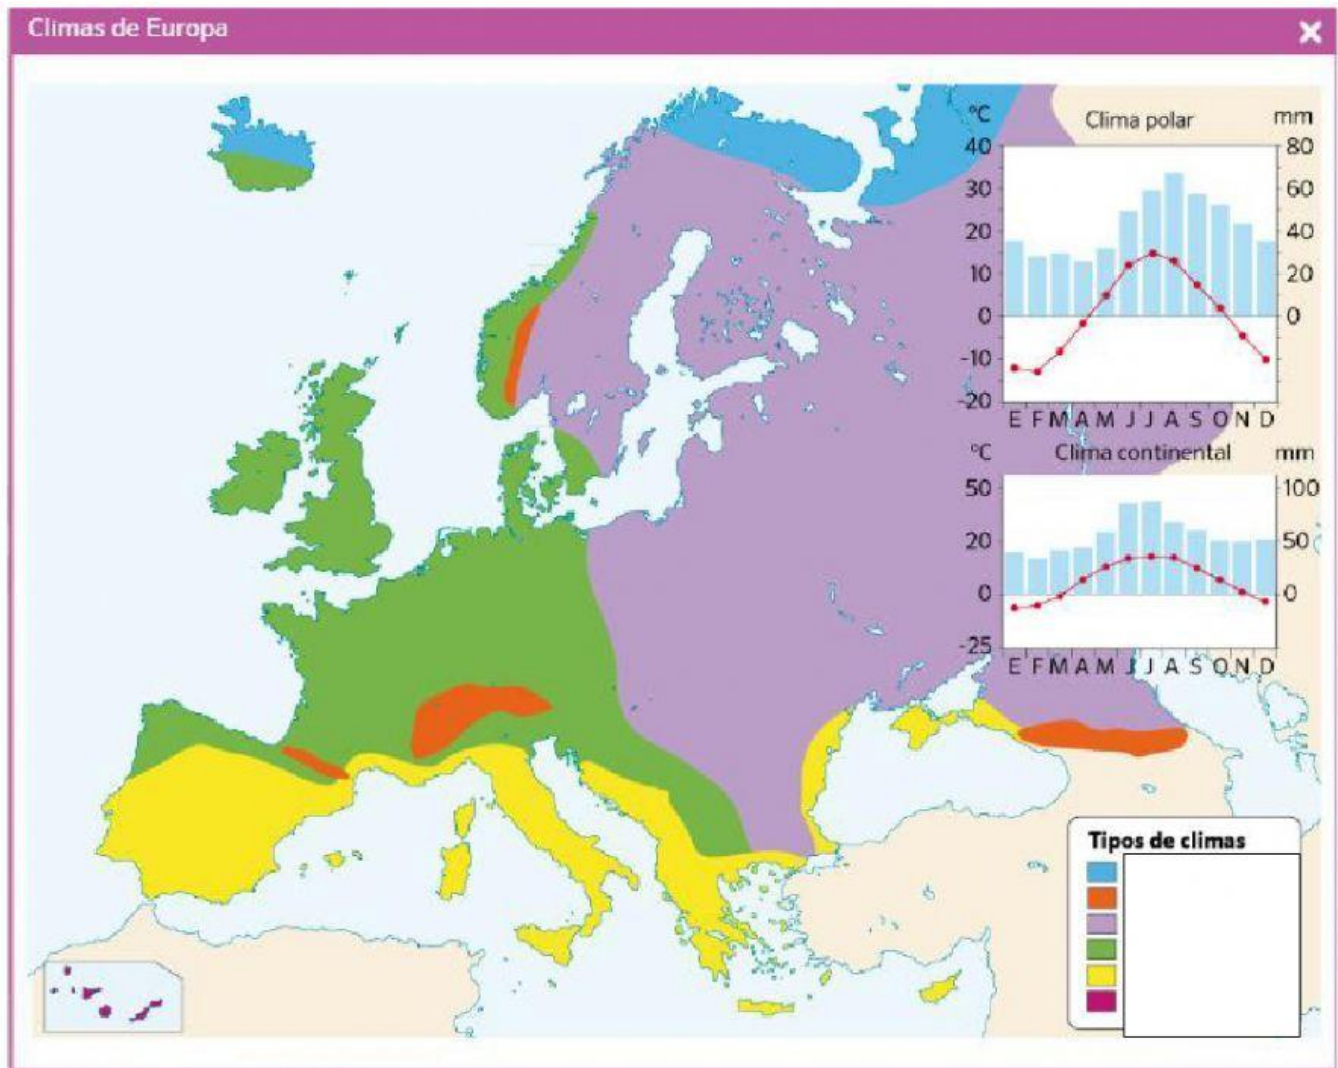 Climas de Europa
°C Clima polar mm
40 80
30 60
20 40
10 20
0 0
-10
-20
E F M A M J J A S O N D
°C Clima continental mm
50 100
20 50
0 0
-25
E F M A M J J A S O N D
Tipos de climas